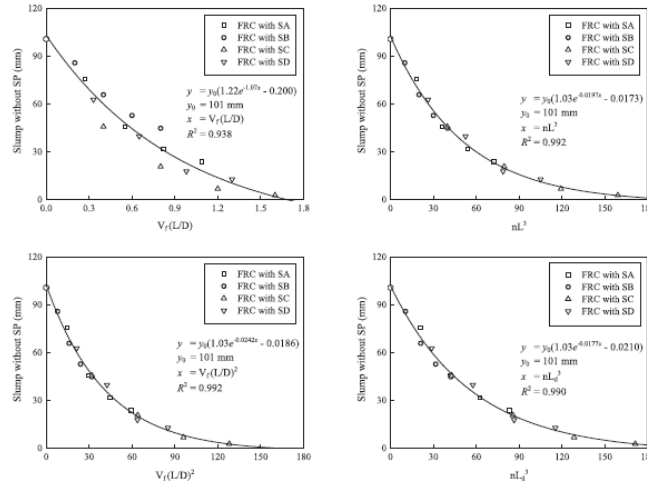 120
90
60
30
0
Slump without SP (mm)
FRC with SA
FRC with SB
FRC with SC
FRC with SD
y = y₀(1.22e^-1.07x - 0.200)
y₀ = 101 mm
x = V_f(L/D)
R² = 0.938
0.0 0.3 0.6 0.9 1.2 1.5 1.8
V_f(L/D)
120
90
60
30
0
Slump without SP (mm)
FRC with SA
FRC with SB
FRC with SC
FRC with SD
y = y₀(1.03e^-0.0197x - 0.0173)
y₀ = 101 mm
x = nL³
R² = 0.992
0 30 60 90 120 150 180
nL³
120
90
60
30
0
Slump without SP (mm)
FRC with SA
FRC with SB
FRC with SC
FRC with SD
y = y₀(1.03e^-0.0242x - 0.0186)
y₀ = 101 mm
x = V_f(L/D)²
R² = 0.992
0 30 60 90 120 150 180
V_f(L/D)²
120
90
60
30
0
Slump without SP (mm)
FRC with SA
FRC with SB
FRC with SC
FRC with SD
y = y₀(1.03e^-0.0177x - 0.0210)
y₀ = 101 mm
x = nL_d³
R² = 0.990
0 30 60 90 120 150 180
nL_d³